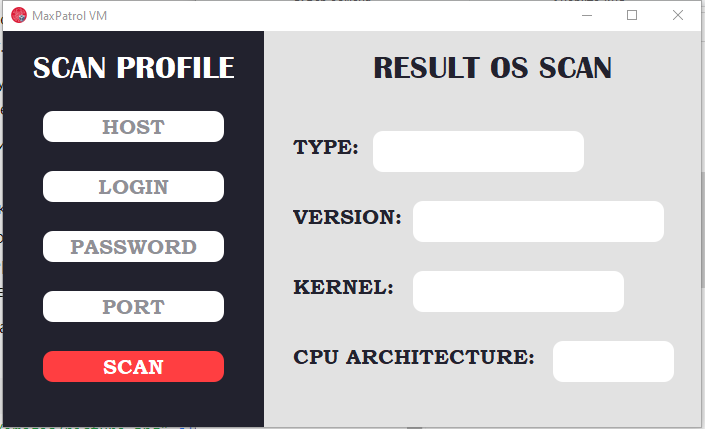 MaxPatrol VM
SCAN PROFILE
HOST
LOGIN
PASSWORD
PORT
SCAN
RESULT OS SCAN
TYPE:
VERSION:
KERNEL:
CPU ARCHITECTURE: